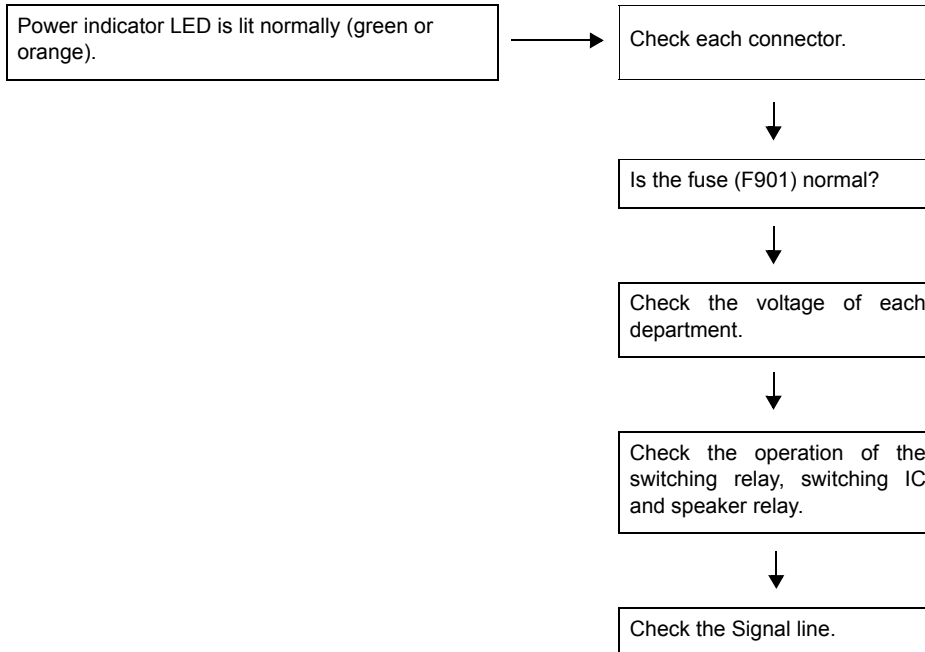 Power indicator LED is lit normally (green or
orange).
Check each connector.
Is the fuse (F901) normal?
Check the voltage of each
department.
Check the operation of the
switching relay, switching IC
and speaker relay.
Check the Signal line.